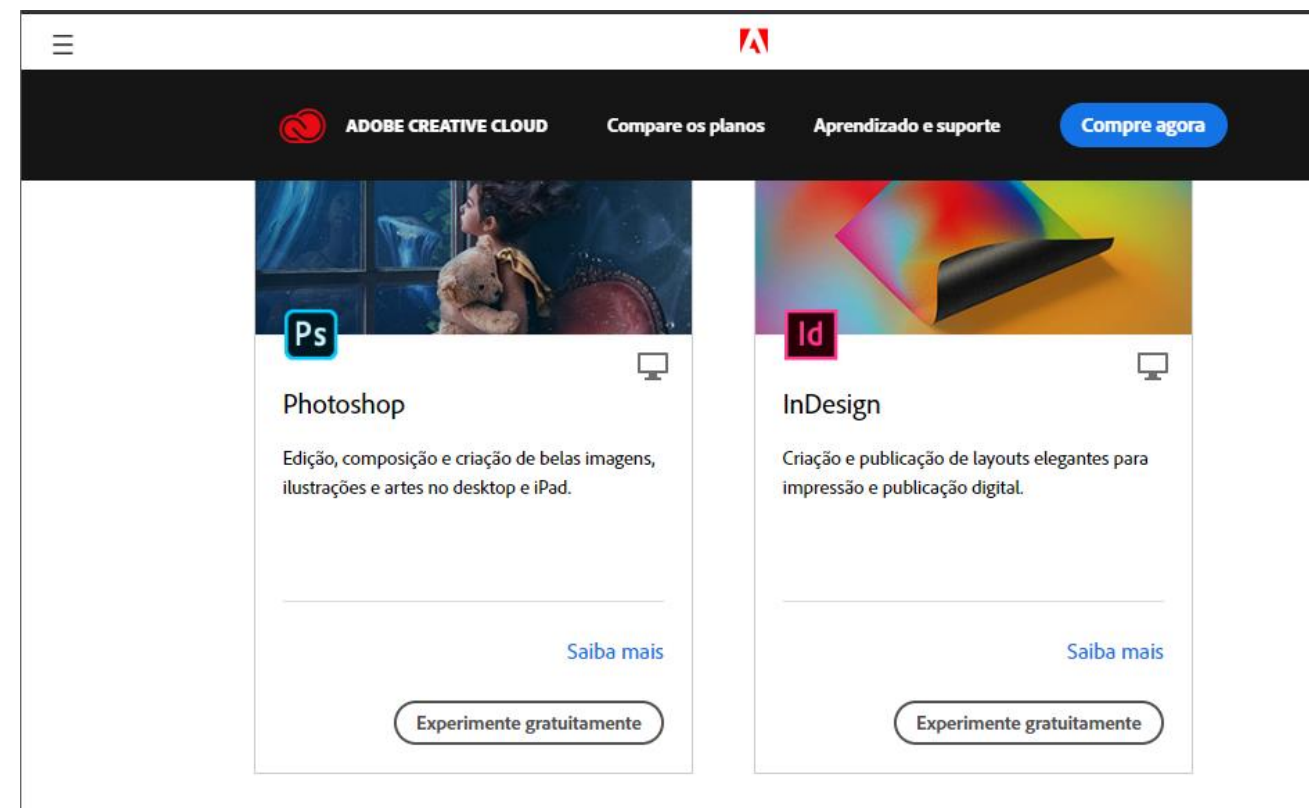 ADOBE CREATIVE CLOUD Compare os planos Aprendizado e suporte Compre agora
Ps
Photoshop
Edição, composição e criação de belas imagens,
ilustrações e artes no desktop e iPad.
Saiba mais
Experimente gratuitamente
Id
InDesign
Criação e publicação de layouts elegantes para
impressão e publicação digital.
Saiba mais
Experimente gratuitamente